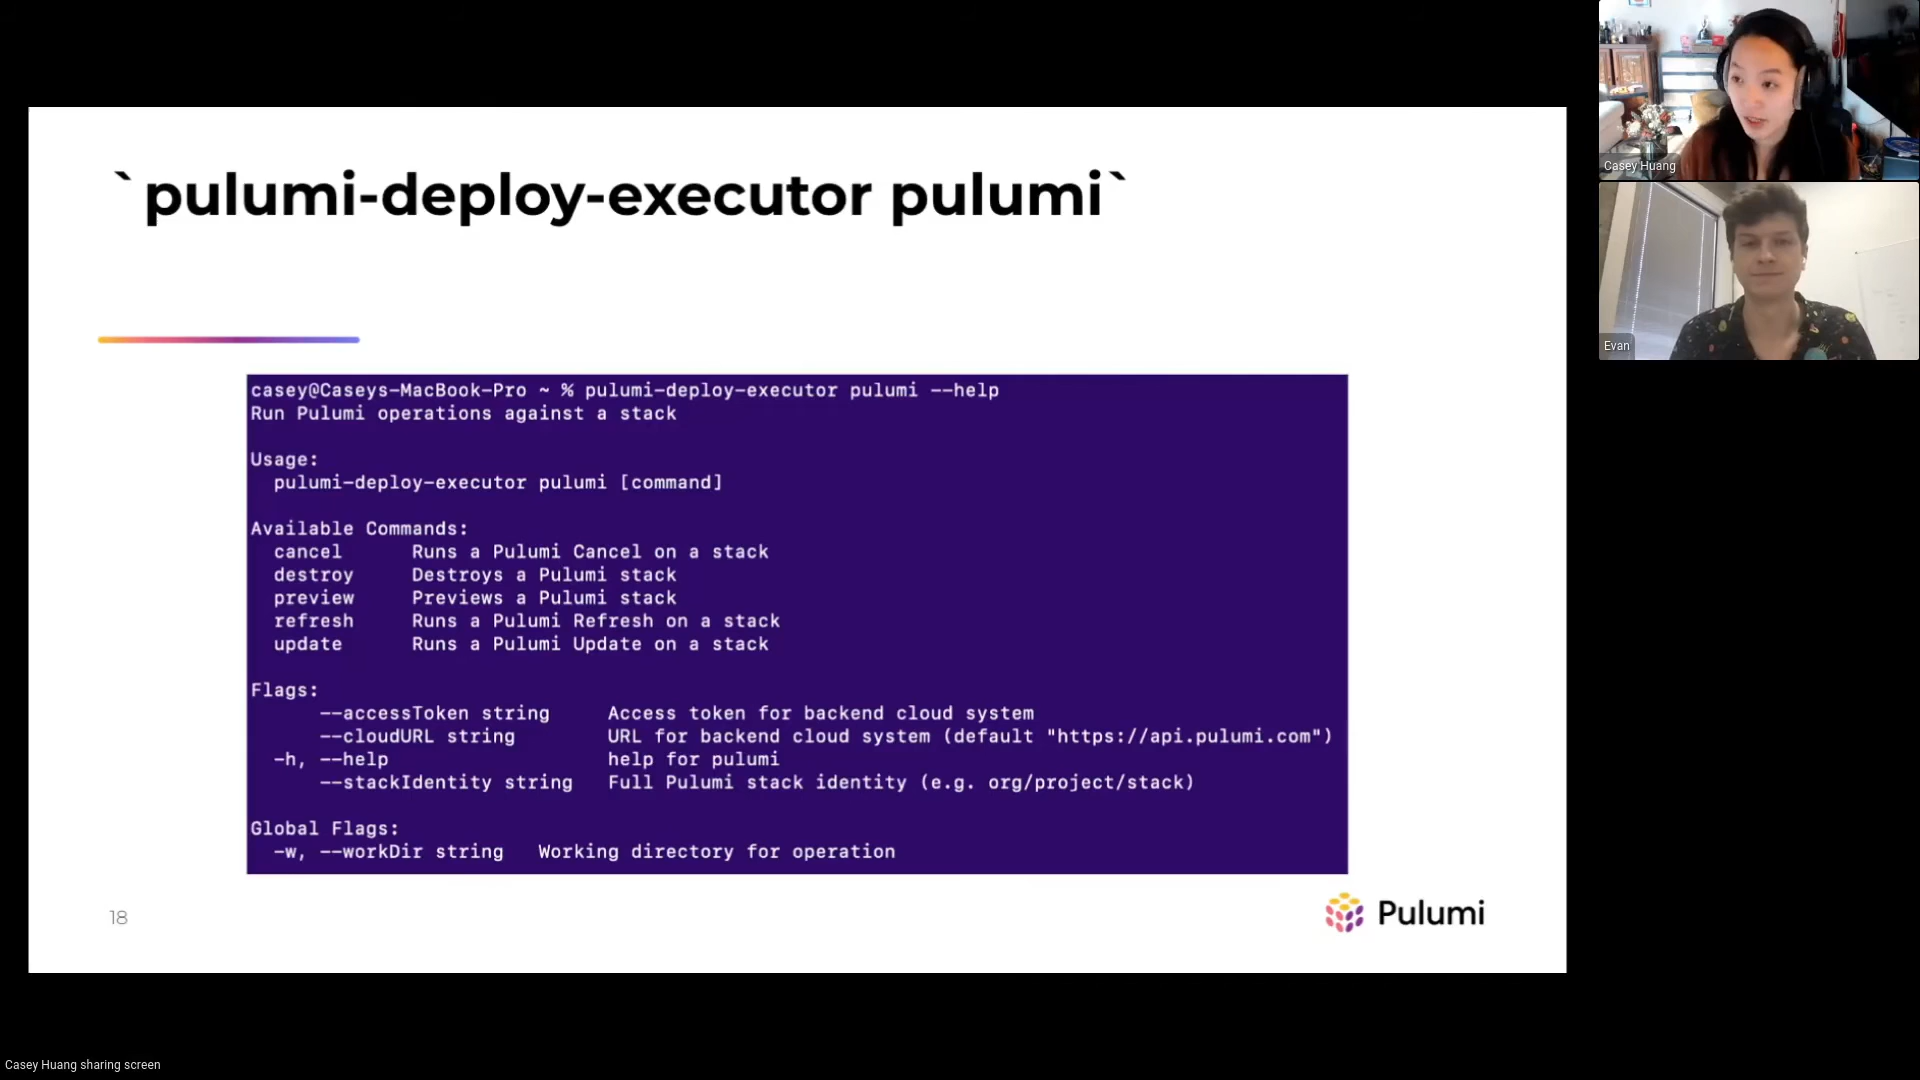 `pulumi-deploy-executor pulumi`
casey@Caseys-MacBook-Pro ~ % pulumi-deploy-executor pulumi --help
Run Pulumi operations against a stack
Usage:
pulumi-deploy-executor pulumi [command]
Available Commands:
cancel Runs a Pulumi Cancel on a stack
destroy Destroys a Pulumi stack
preview Previews a Pulumi stack
refresh Runs a Pulumi Refresh on a stack
update Runs a Pulumi Update on a stack
Flags:
--accessToken string Access token for backend cloud system
--cloudURL string URL for backend cloud system (default "https://api.pulumi.com")
-h, --help help for pulumi
--stackIdentity string Full Pulumi stack identity (e.g. org/project/stack)
Global Flags:
-w, --workDir string Working directory for operation
18
Pulumi
Casey Huang
Evan
Casey Huang sharing screen